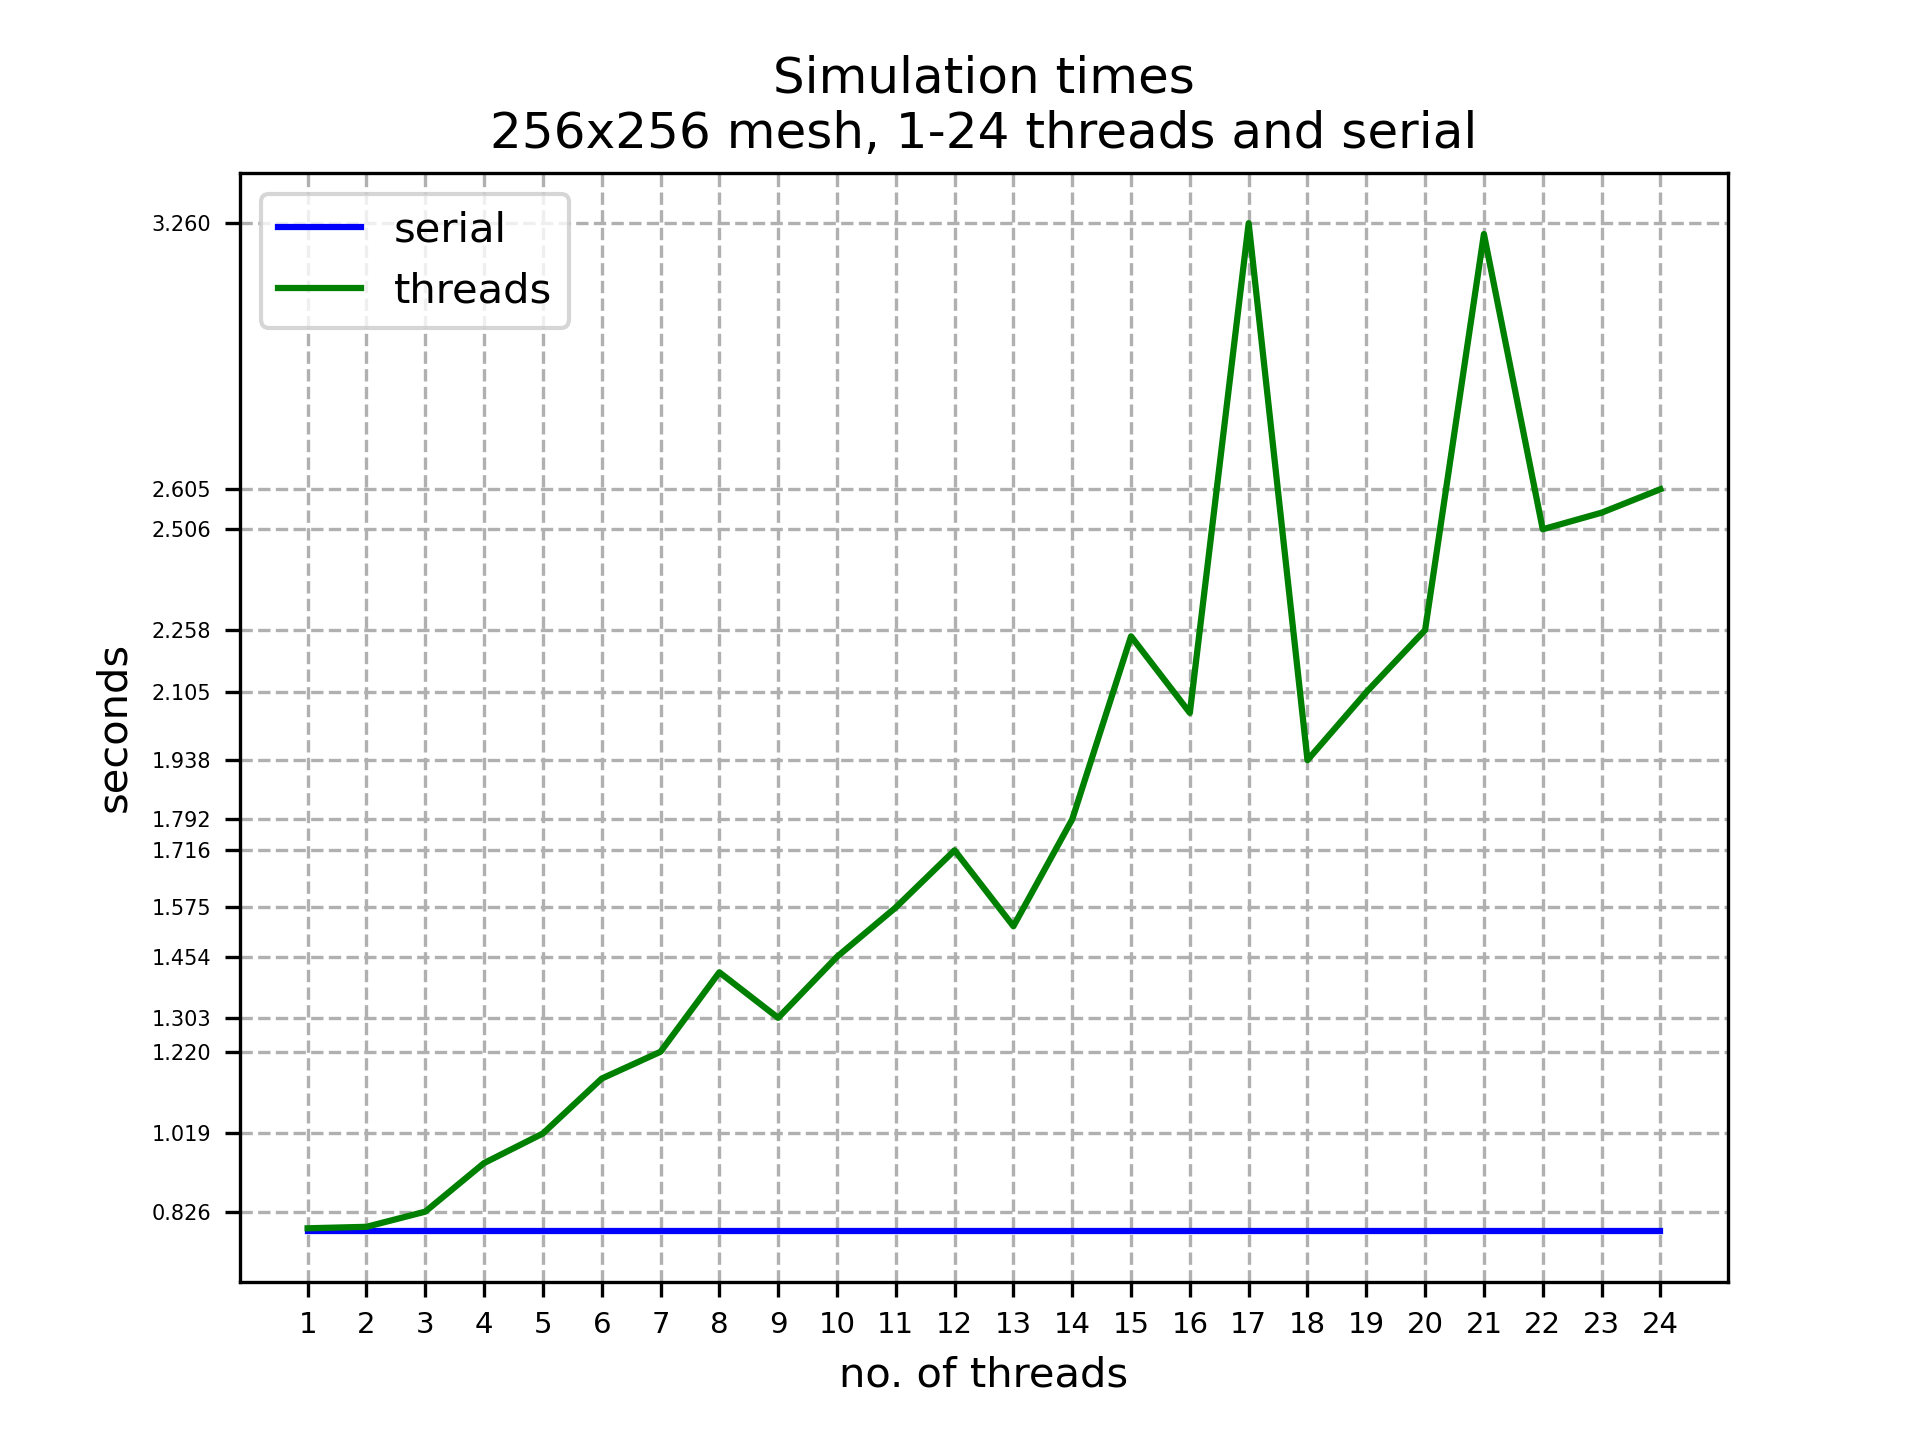 Simulation times
256x256 mesh, 1-24 threads and serial
serial
threads
seconds
3.260
2.605
2.506
2.258
2.105
1.938
1.792
1.716
1.575
1.454
1.303
1.220
1.019
0.826
1 2 3 4 5 6 7 8 9 10 11 12 13 14 15 16 17 18 19 20 21 22 23 24
no. of threads